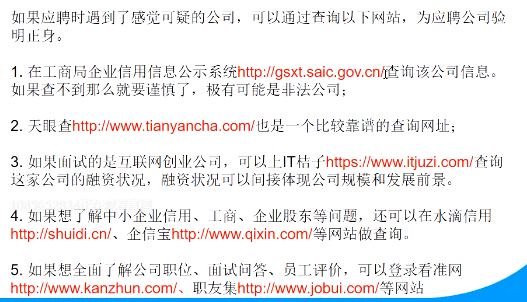 如果应聘时遇到了感觉可疑的公司，可以通过查询以下网站，为应聘公司验
明正身。
1. 在工商局企业信用信息公示系统http://gsxt.saic.gov.cn/查询该公司信息。
如果查不到那么就要谨慎了，极有可能是非法公司；
2. 天眼查http://www.tianyancha.com/也是一个比较靠谱的查询网址；
3. 如果面试的是互联网创业公司，可以上IT桔子https://www.itjuzi.com/查询
这家公司的融资状况，融资状况可以间接体现公司规模和发展前景。
4. 如果想了解中小企业信用、工商、企业股东等问题，还可以在水滴信用
http://shuidi.cn/、企信宝http://www.qixin.com/等网站做查询。
5. 如果想全面了解公司职位、面试问答、员工评价，可以登录看准网
http://www.kanzhun.com/、职友集http://www.jobui.com/等网站